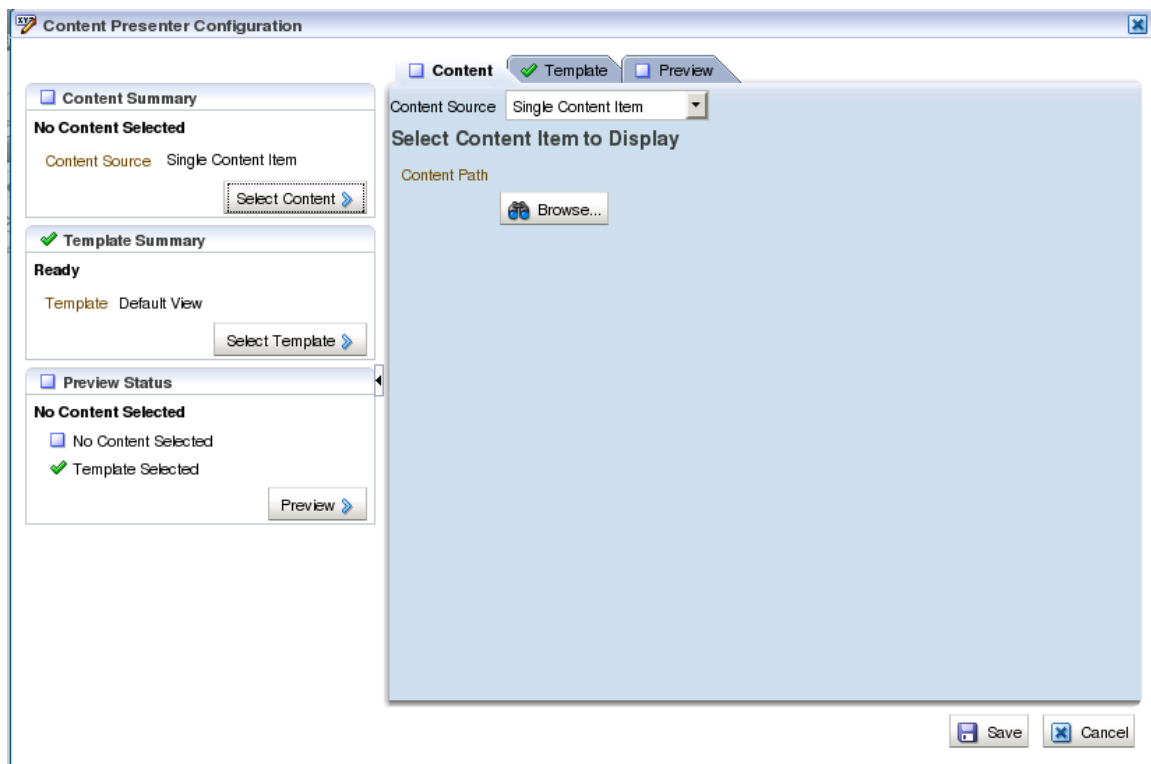 Content Presenter Configuration
Content Template Preview
Content Summary
No Content Selected
Content Source Single Content Item
Select Content
Template Summary
Ready
Template Default View
Select Template
Preview Status
No Content Selected
No Content Selected
Template Selected
Preview
Content Source Single Content Item
Select Content Item to Display
Content Path
Browse...
Save Cancel